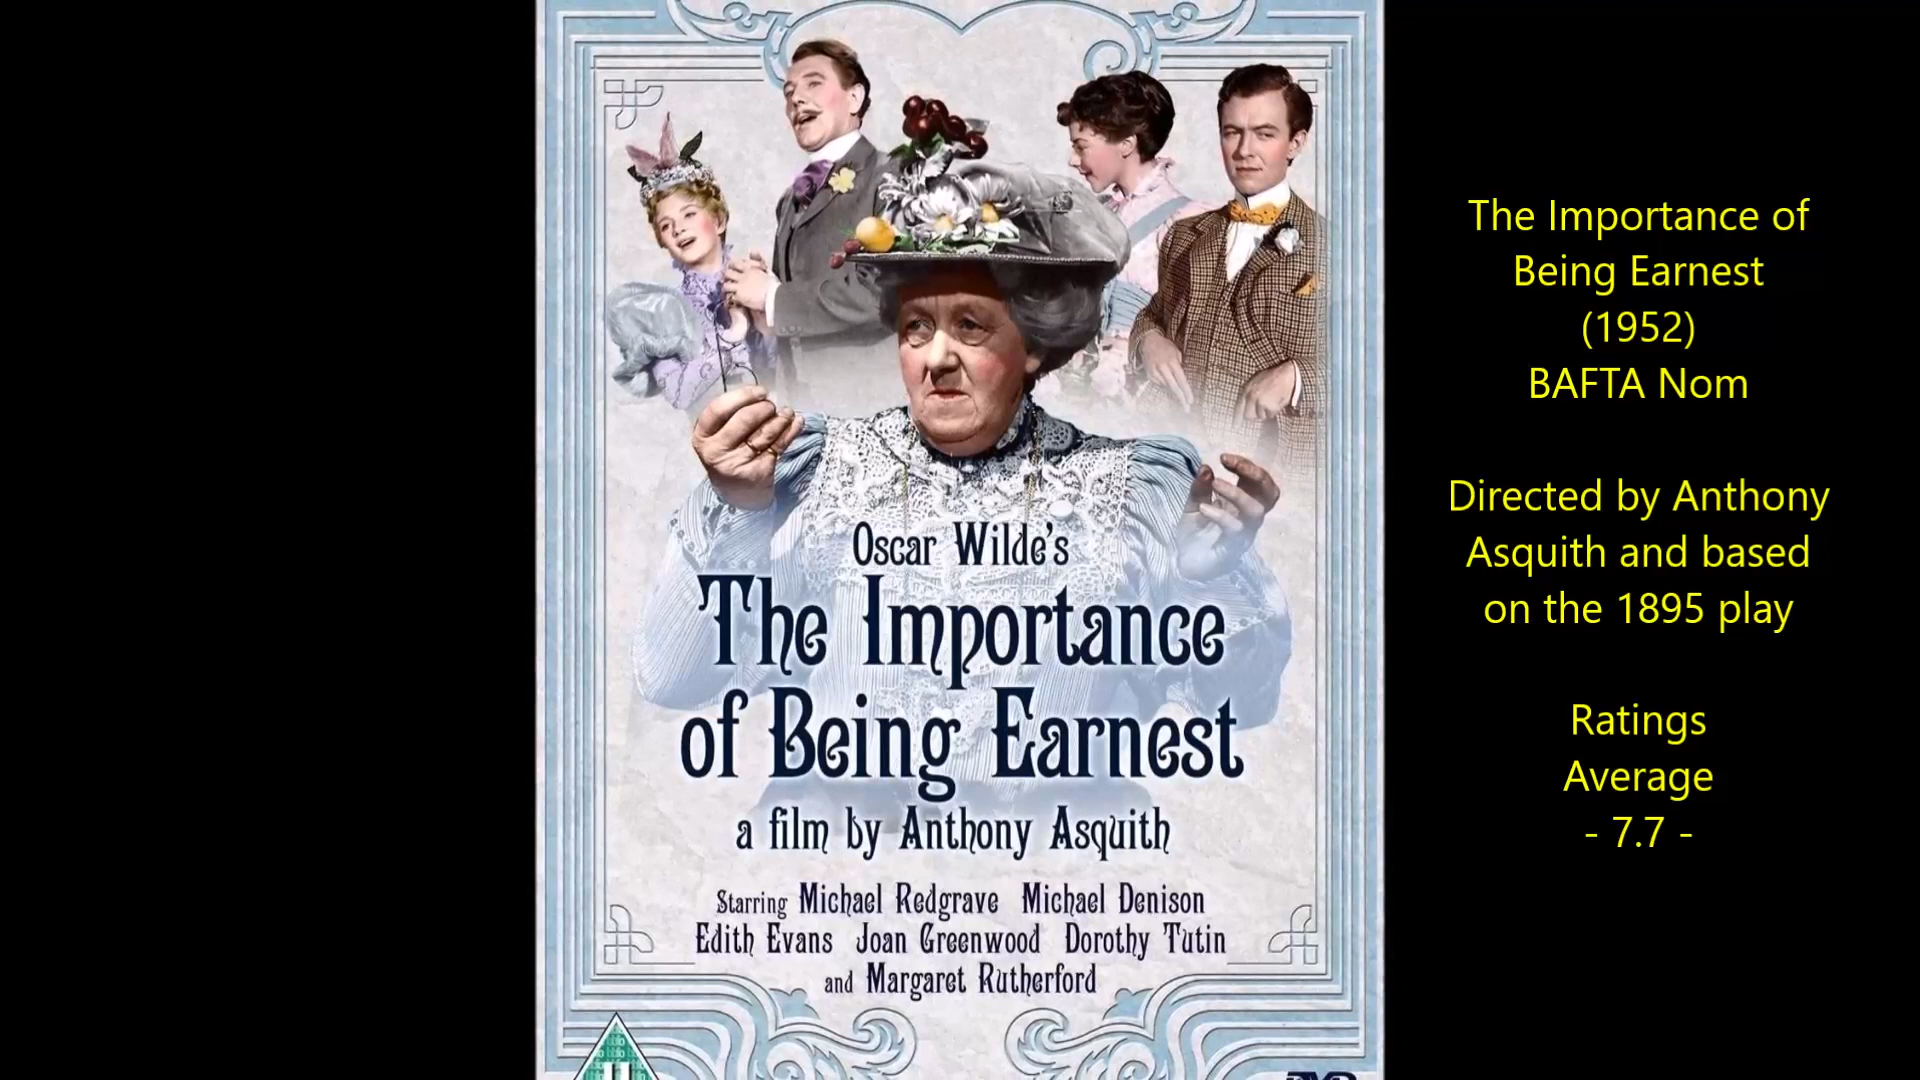 Oscar Wilde's
The Importance
of Being Earnest
a film by Anthony Asquith
Starring Michael Redgrave Michael Denison
Edith Evans Joan Greenwood Dorothy Tutin
and Margaret Rutherford
U
The Importance of
Being Earnest
(1952)
BAFTA Nom
Directed by Anthony
Asquith and based
on the 1895 play
Ratings
Average
- 7.7 -